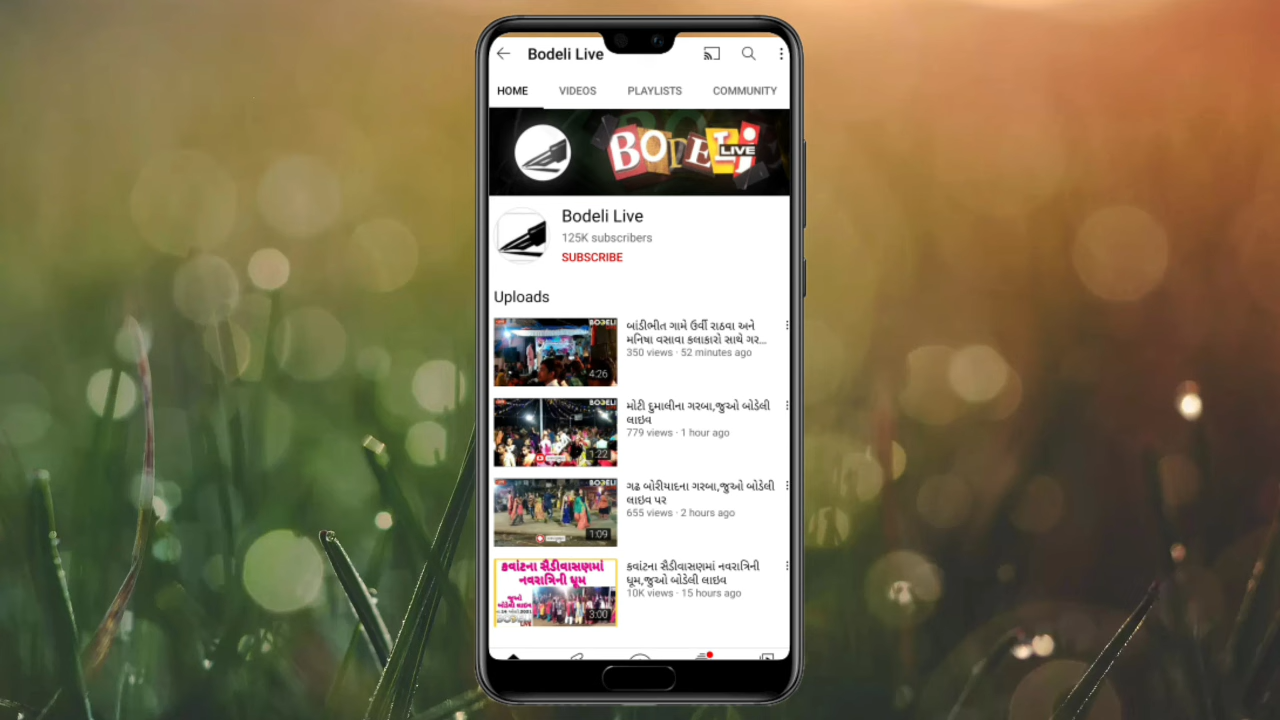 Bodeli Live
HOME VIDEOS PLAYLISTS COMMUNITY
BODELi LIVE
Bodeli Live
125K subscribers
SUBSCRIBE
Uploads
બાંડીભીત ગામે ઉર્વી રાઠવા અને
મનિષા વસાવા કલાકારો સાથે ગર...
350 views · 52 minutes ago
BODELI
4:26
મોટી દુમાલીના ગરબા,જુઓ બોડેલી
લાઇવ
779 views · 1 hour ago
BODELI
1:22
ગઢ બોરીયાદના ગરબા,જુઓ બોડેલી
લાઇવ પર
655 views · 2 hours ago
BODELI
1:09
કવાંટના સૈડીવાસણમાં નવરાત્રિની
ધૂમ,જુઓ બોડેલી લાઇવ
10K views · 15 hours ago
કવાંટના સૈડીવાસણમાં
નવરાત્રિની ધૂમ
જુઓ
બોડેલી લાઇવ
3:00